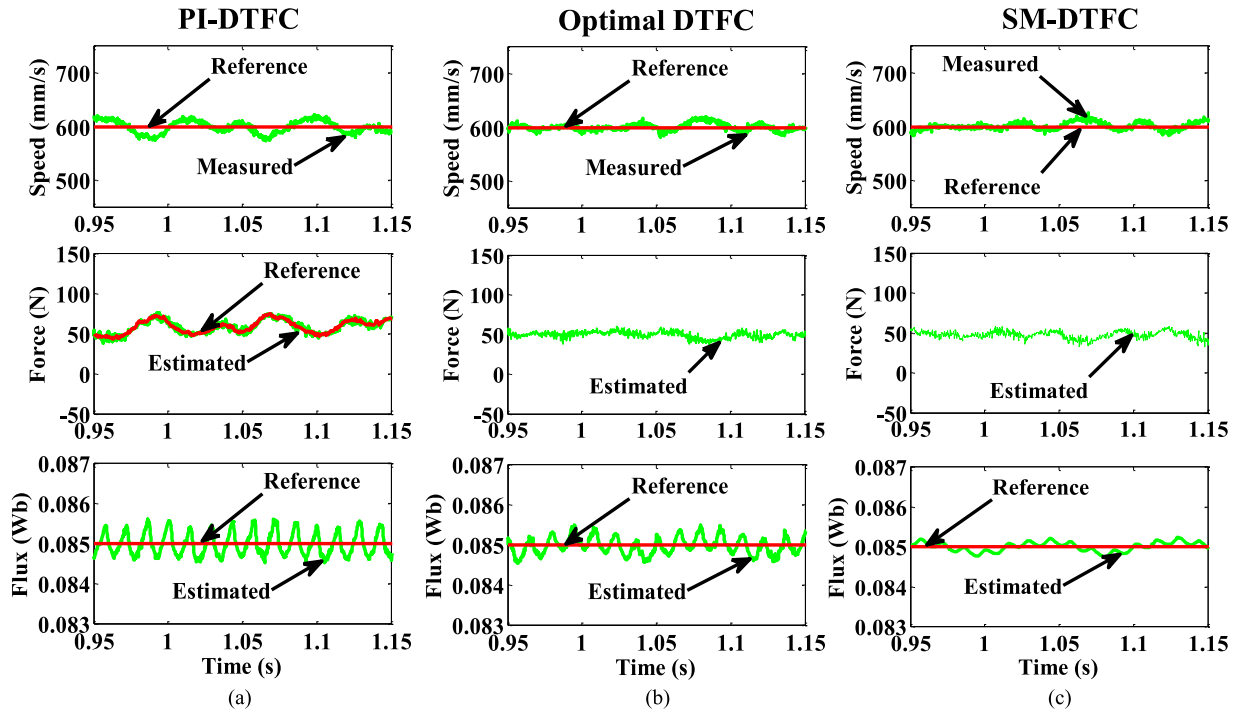 PI-DTFC
Optimal DTFC
SM-DTFC
Speed (mm/s)
700
600
500
Reference
Measured
0.95 1 1.05 1.1 1.15
Speed (mm/s)
700
600
500
Reference
Measured
0.95 1 1.05 1.1 1.15
Speed (mm/s)
700
600
500
Measured
Reference
0.95 1 1.05 1.1 1.15
Force (N)
150
100
50
0
-50
Reference
Estimated
0.95 1 1.05 1.1 1.15
Force (N)
150
100
50
0
-50
Estimated
0.95 1 1.05 1.1 1.15
Force (N)
150
100
50
0
-50
Estimated
0.95 1 1.05 1.1 1.15
Flux (Wb)
0.087
0.086
0.085
0.084
0.083
Reference
Estimated
0.95 1 1.05 1.1 1.15
Time (s)
Flux (Wb)
0.087
0.086
0.085
0.084
0.083
Reference
Estimated
0.95 1 1.05 1.1 1.15
Time (s)
Flux (Wb)
0.087
0.086
0.085
0.084
0.083
Reference
Estimated
0.95 1 1.05 1.1 1.15
Time (s)
(a)
(b)
(c)